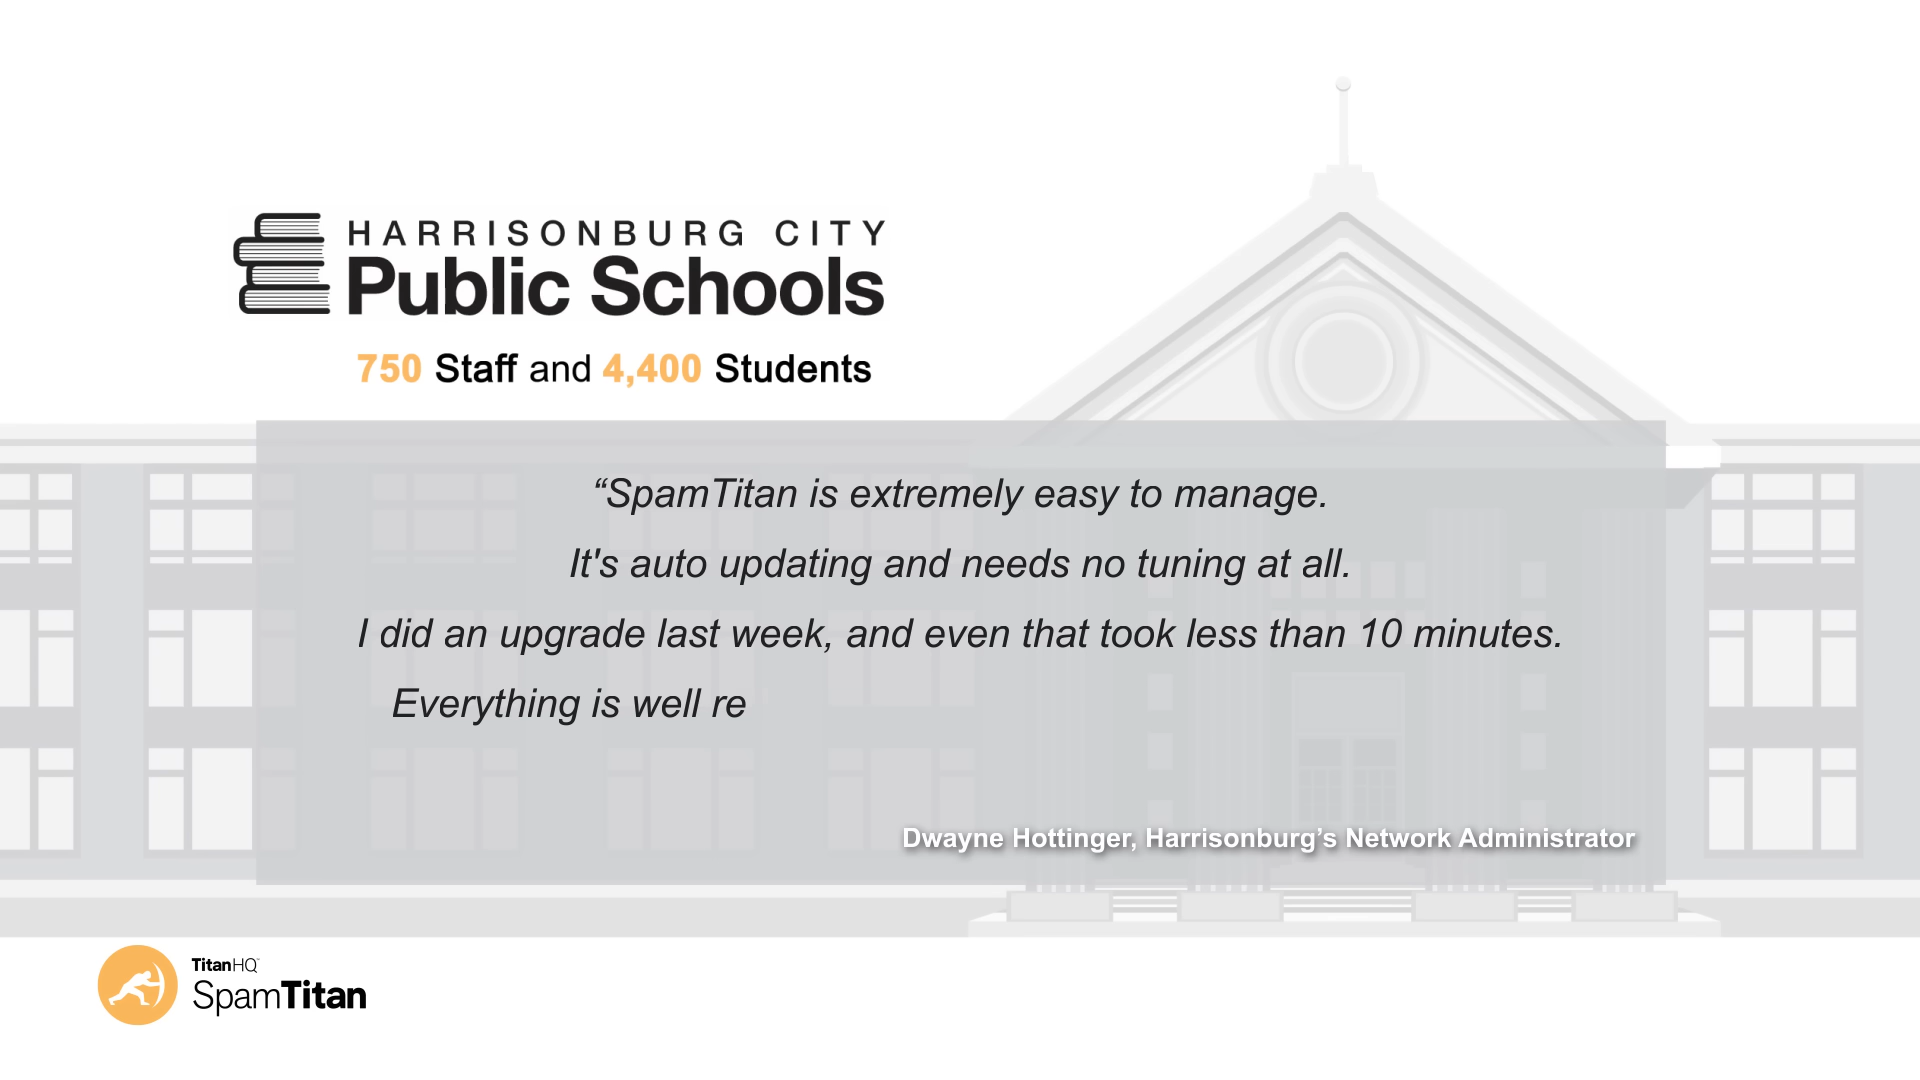 HARRISONBURG CITY
Public Schools
750 Staff and 4,400 Students
“SpamTitan is extremely easy to manage.
It's auto updating and needs no tuning at all.
I did an upgrade last week, and even that took less than 10 minutes.
Everything is well re
Dwayne Hottinger, Harrisonburg’s Network Administrator
TitanHQ
SpamTitan